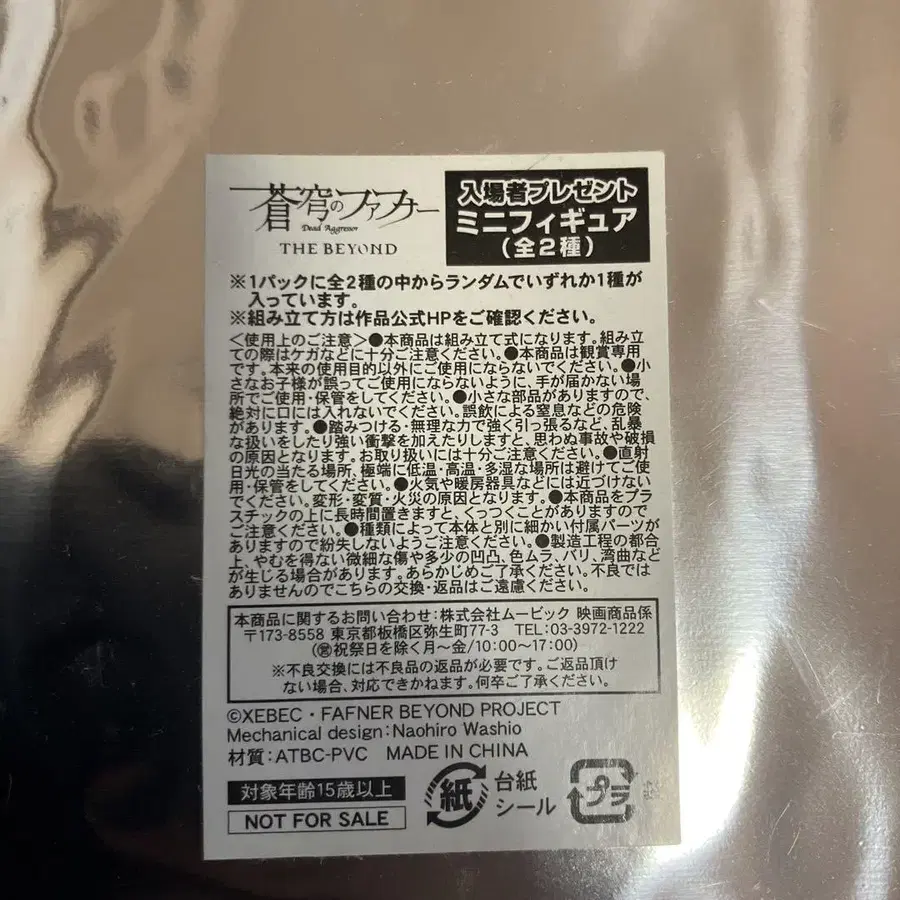 蒼穹のファフナー
Dead Aggressor
THE BEYOND
入場者プレゼント
ミニフィギュア
(全2種)
※1パックに全2種の中からランダムでいずれか1種が
入っています。
※組み立て方は作品公式HPをご確認ください。
＜使用上のご注意＞●本商品は組み立て式になります。組み立
ての際はケガなどに十分ご注意ください。●本商品は観賞専用
です。本来の使用目的以外にご使用にならないでください。●小
さなお子様が誤ってご使用にならないように、手が届かない場
所でご使用・保管をしてください。●小さな部品がありますので、
絶対に口には入れないでください。誤飲による窒息などの危険
があります。●踏みつける・無理な力で強く引っ張るなど、乱暴
な扱いをしたり強い衝撃を加えたりしますと、思わぬ事故や破損
の原因となります。お取り扱いには十分ご注意ください。●直射
日光の当たる場所、極端に低温・高温・多湿な場所は避けてご使
用・保管をしてください。●火気や暖房器具などには近づけない
でください。変形・変質・火災の原因となります。●本商品をプラ
スチックの上に長時間置きますと、くっつくことがありますので
ご注意ください。●種類によって本体と別に細かい付属パーツが
ありますので紛失しないようご注意ください。●製造工程の都合
上、やむを得ない微細な傷や多少の凹凸、色ムラ、バリ、湾曲など
が生じる場合があります。あらかじめご了承ください。不良では
ありませんのでこちらの交換・返品はご遠慮ください。
本商品に関するお問い合わせ：株式会社ムービック 映画商品係
〒173-8558 東京都板橋区弥生町77-3 TEL：03-3972-1222
(営祝祭日を除く月～金/10:00～17:00)
※不良交換には不良品の返品が必要です。ご返品頂け
ない場合、対応できかねます。何卒ご了承ください。
©XEBEC・FAFNER BEYOND PROJECT
Mechanical design：Naohiro Washio
材質：ATBC-PVC MADE IN CHINA
対象年齢15歳以上
NOT FOR SALE
紙
台紙
シール
プラ